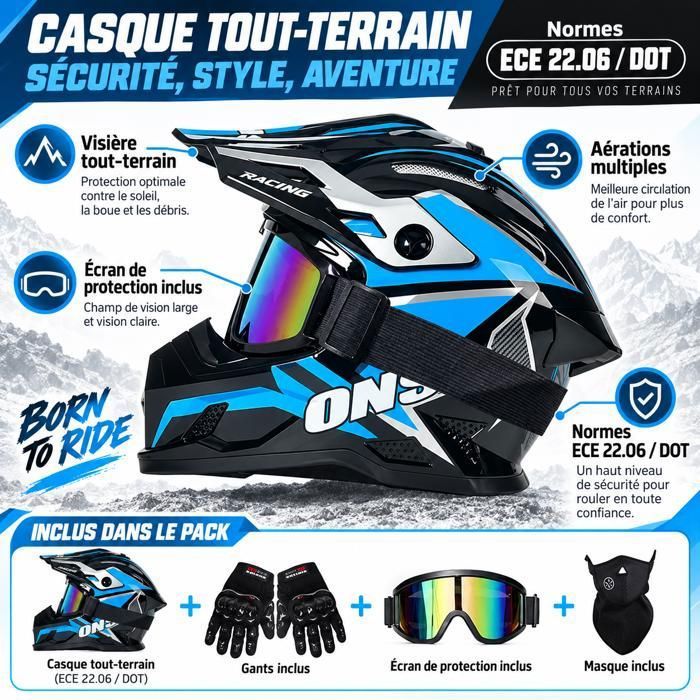 CASQUE TOUT-TERRAIN
SÉCURITÉ, STYLE, AVENTURE
Normes
ECE 22.06 / DOT
PRÊT POUR TOUS VOS TERRAINS
Visière
tout-terrain
Protection optimale
contre le soleil,
la boue et les débris.
Aérations
multiples
Meilleure circulation
de l'air pour plus
de confort.
RACING
Écran de
protection inclus
Champ de vision large
et vision claire.
ONS
BORN
TO RIDE
Normes
ECE 22.06 / DOT
Un haut niveau
de sécurité pour
rouler en toute
confiance.
INCLUS DANS LE PACK
ONS
+
+
+
Casque tout-terrain
(ECE 22.06 / DOT)
Gants inclus
Écran de protection inclus
Masque inclus